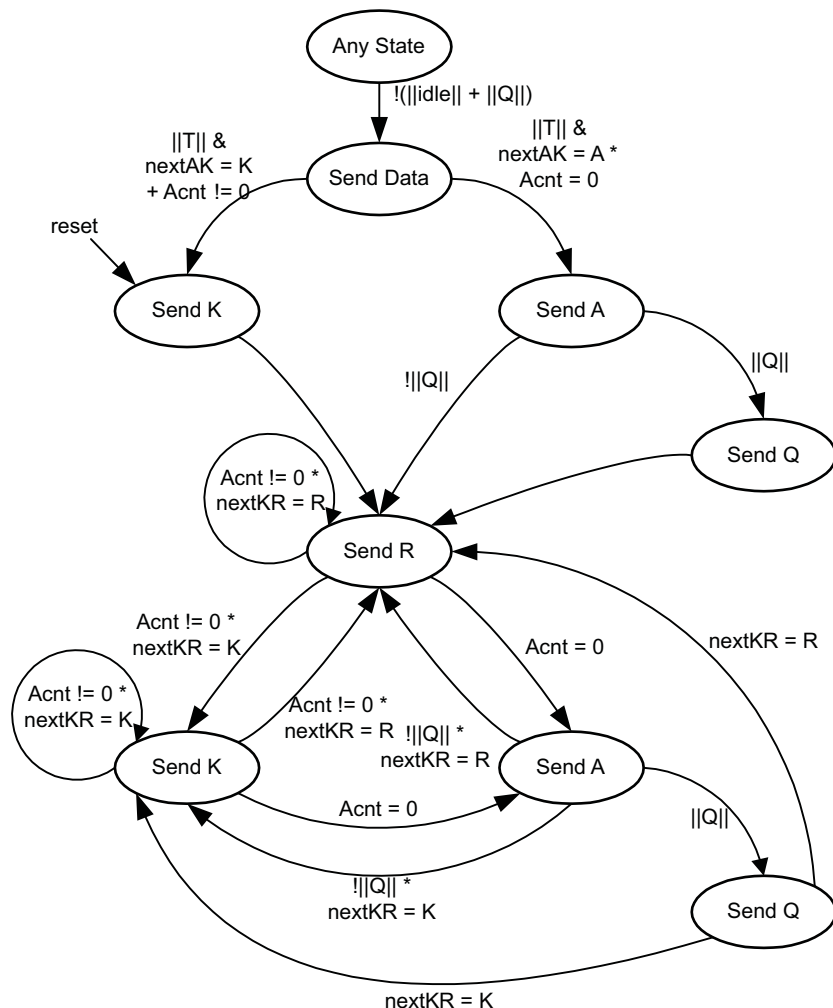 Any State
!(||idle|| + ||Q||)
||T|| &
nextAK = K
+ Acnt != 0
||T|| &
nextAK = A *
Acnt = 0
Send Data
reset
Send K
Send A
!||Q||
||Q||
Send Q
Acnt != 0 *
nextKR = R
Send R
Acnt != 0 *
nextKR = K
Acnt = 0
nextKR = R
Acnt != 0 *
nextKR = K
Acnt != 0 *
nextKR = R
!||Q|| *
nextKR = R
Send K
Send A
Acnt = 0
||Q||
!||Q|| *
nextKR = K
Send Q
nextKR = K